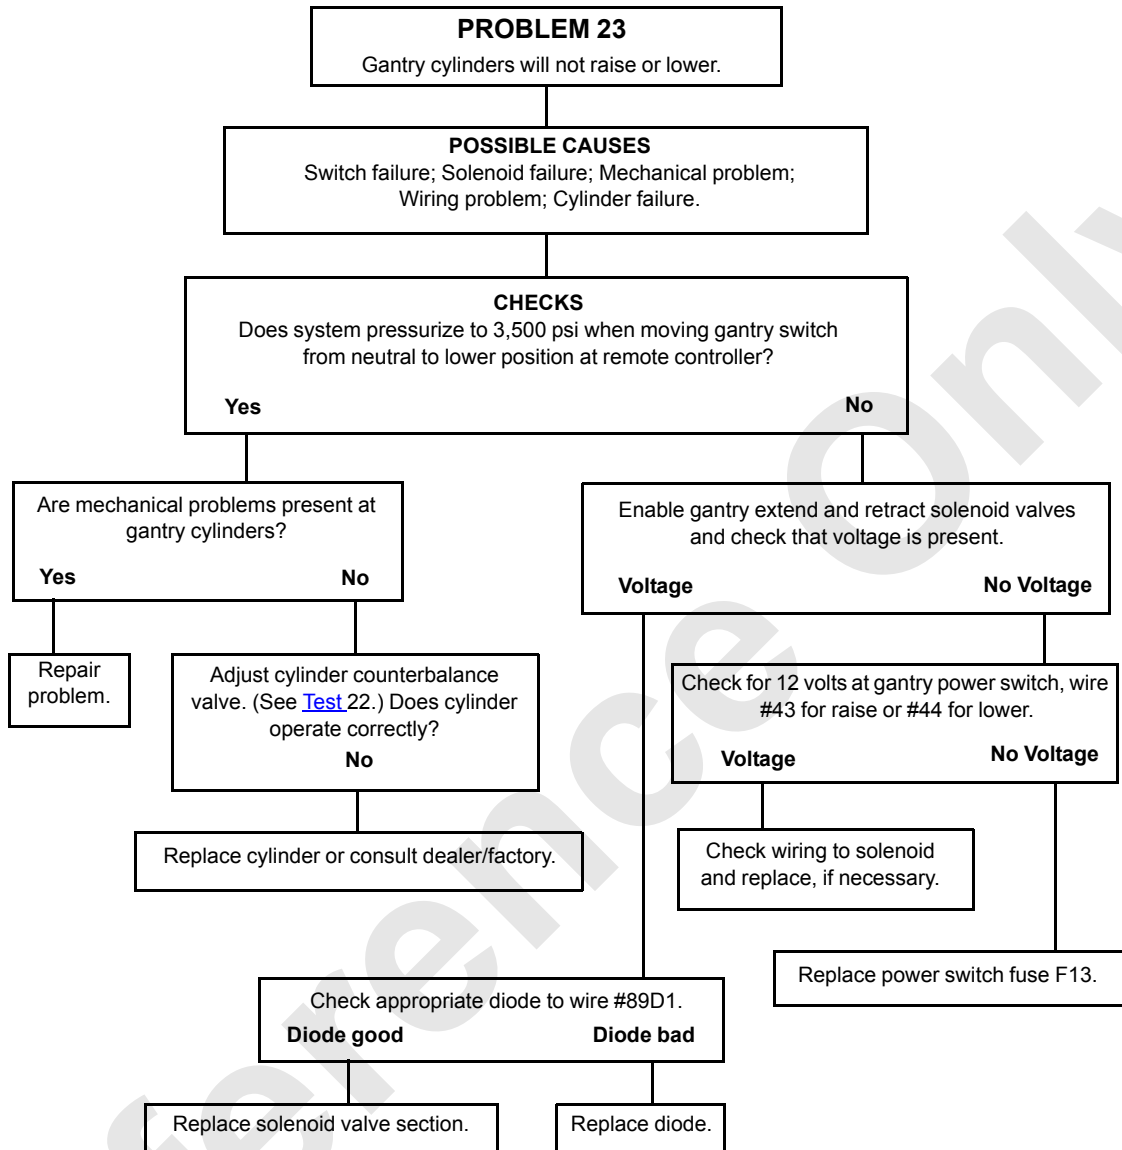 PROBLEM 23
Gantry cylinders will not raise or lower.
POSSIBLE CAUSES
Switch failure; Solenoid failure; Mechanical problem;
Wiring problem; Cylinder failure.
CHECKS
Does system pressurize to 3,500 psi when moving gantry switch
from neutral to lower position at remote controller?
Yes
No
Are mechanical problems present at
gantry cylinders?
Yes
No
Enable gantry extend and retract solenoid valves
and check that voltage is present.
Voltage
No Voltage
Repair
problem.
Adjust cylinder counterbalance
valve. (See Test 22.) Does cylinder
operate correctly?
No
Check for 12 volts at gantry power switch, wire
#43 for raise or #44 for lower.
Voltage
No Voltage
Replace cylinder or consult dealer/factory.
Check wiring to solenoid
and replace, if necessary.
Replace power switch fuse F13.
Check appropriate diode to wire #89D1.
Diode good
Diode bad
Replace solenoid valve section.
Replace diode.
ference Only